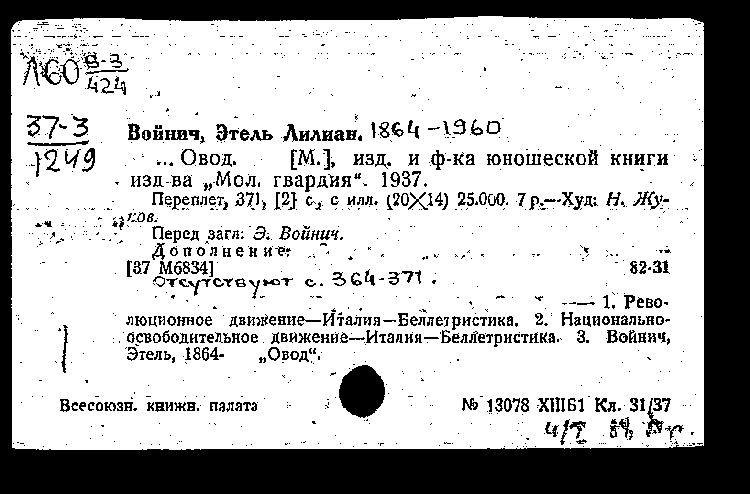 Л60 В-3
424
37-3
1249
Войнич, Этель Лилиан. 1864-1960
... Овод. [М.], изд. и ф-ка юношеской книги
изд-ва „Мол. гвардия“. 1937.
Переплет, 371, [2] с., с илл. (20×14) 25.000. 7 р.—Худ: Н. Жу-
ков.
Перед загл: Э. Войнич.
Дополнение:
[37 М6834] 82-31
Отсутствуют с. 364-371.
— 1. Рево-
люционное движение—Италия—Беллетристика. 2. Национально-
освободительное движение—Италия—Беллетристика. 3. Войнич,
Этель, 1864- „Овод“.
Всесоюзн. книжн. палата № 13078 XIIIБ1 Кл. 31/37